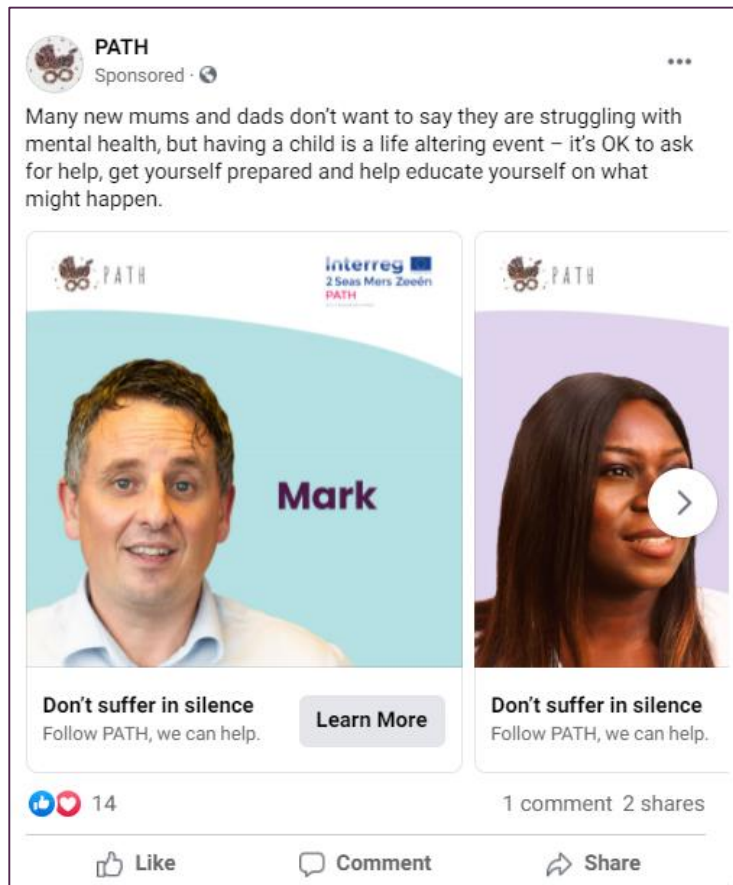 PATH
Sponsored ·
Many new mums and dads don't want to say they are struggling with
mental health, but having a child is a life altering event – it's OK to ask
for help, get yourself prepared and help educate yourself on what
might happen.
PATH
Interreg
2 Seas Mers Zeeën
PATH
Mark
Don't suffer in silence
Follow PATH, we can help.
Learn More
PATH
Don't suffer in silence
Follow PATH, we can help.
14
1 comment 2 shares
Like
Comment
Share